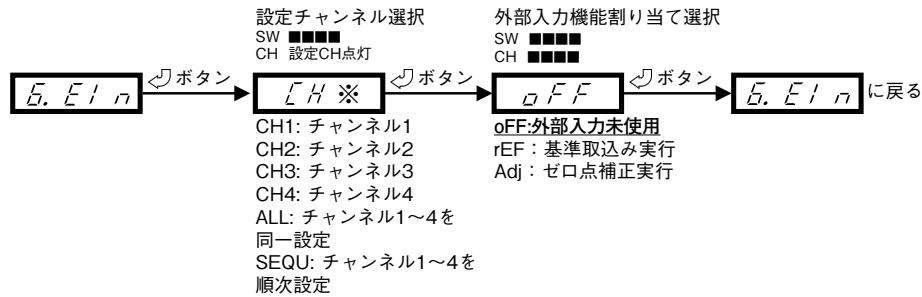 設定チャンネル選択
SW ■■■■
CH 設定CH点灯
外部入力機能割り当て選択
SW ■■■■
CH ■■■■
6. EIn
ボタン
CH ※
ボタン
oFF
ボタン
6. EIn
に戻る
CH1: チャンネル1
CH2: チャンネル2
CH3: チャンネル3
CH4: チャンネル4
ALL: チャンネル1～4を
同一設定
SEQU: チャンネル1～4を
順次設定
oFF:外部入力未使用
rEF：基準取込み実行
Adj：ゼロ点補正実行